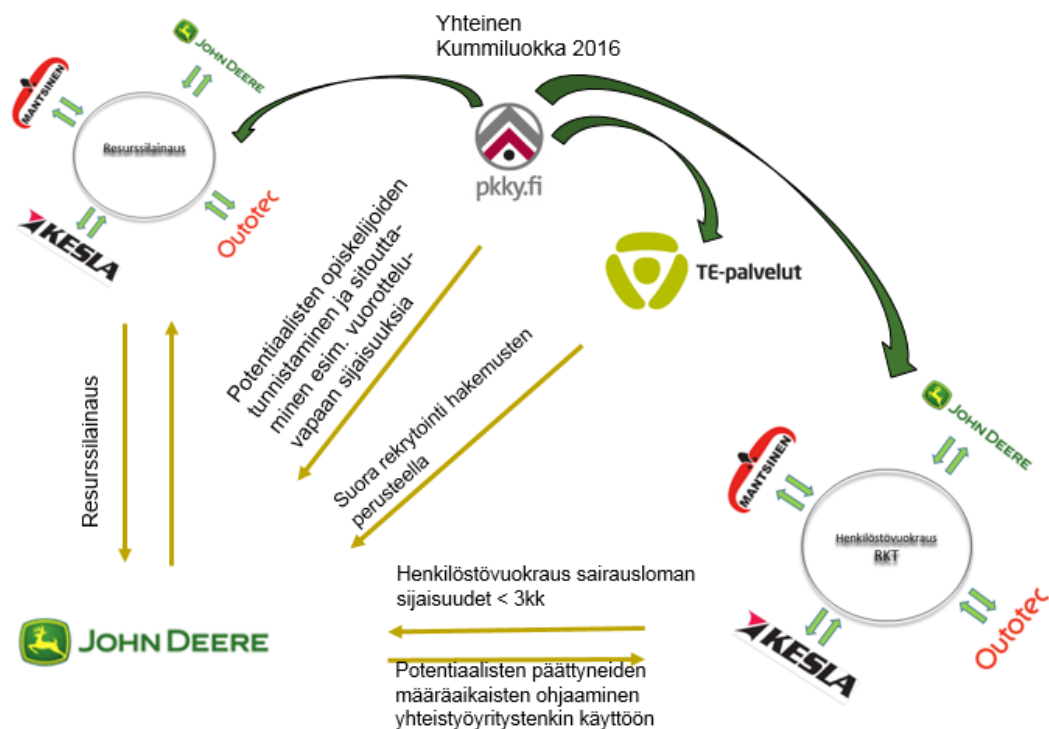 Yhteinen
Kummiluokka 2016
JOHN DEERE
MANTSINEN
Resurssilainaus
KESLA
Outotec
pkky.fi
TE-palvelut
Potentiaalisten opiskelijoiden
tunnistaminen ja sitoutta-
minen esim. vuorottelu-
vapaan sijaisuuksia
Suora rekrytointi hakemusten
perusteella
Resurssilainaus
JOHN DEERE
MANTSINEN
Henkilöstövuokraus
RKT
KESLA
Outotec
Henkilöstövuokraus sairausloman
sijaisuudet < 3kk
JOHN DEERE
Potentiaalisten päättyneiden
määräaikaisten ohjaaminen
yhteistyöyritystenkin käyttöön